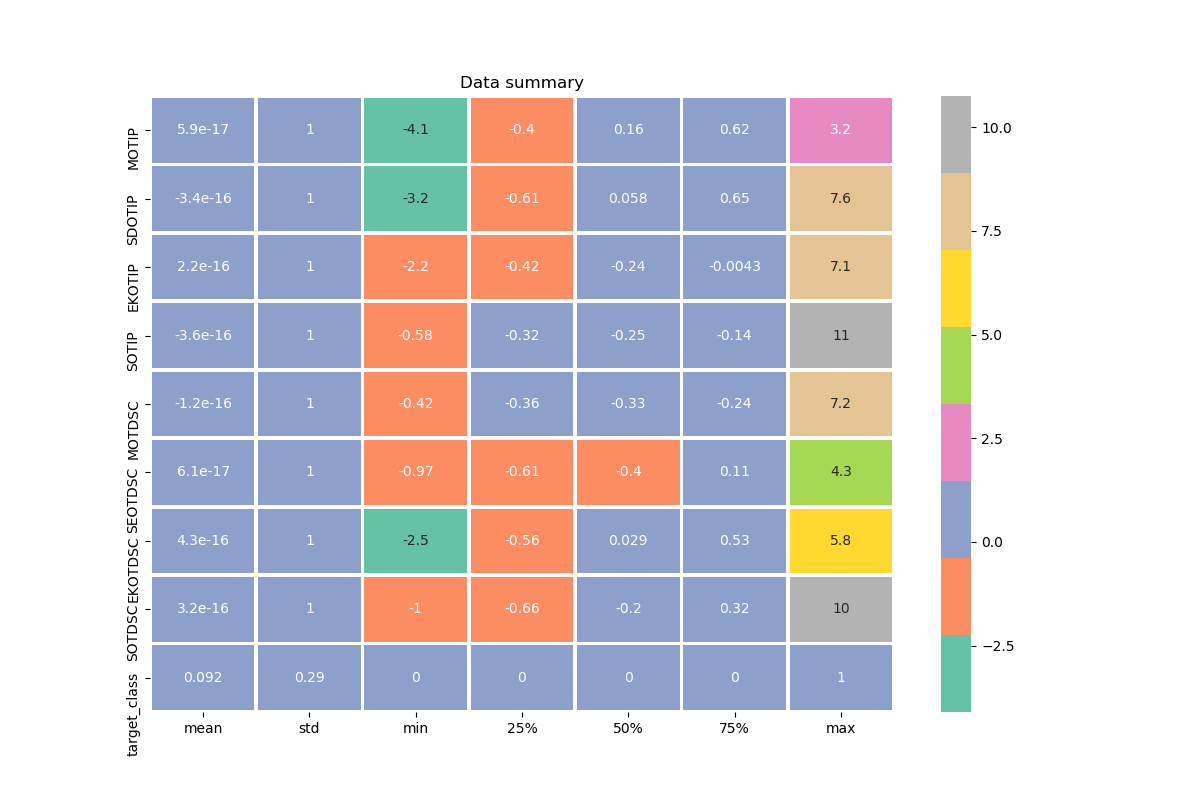 Data summary
MOTIP 5.9e-17 1 -4.1 -0.4 0.16 0.62 3.2
SDOTIP -3.4e-16 1 -3.2 -0.61 0.058 0.65 7.6
EKOTIP 2.2e-16 1 -2.2 -0.42 -0.24 -0.0043 7.1
SOTIP -3.6e-16 1 -0.58 -0.32 -0.25 -0.14 11
MOTDSC -1.2e-16 1 -0.42 -0.36 -0.33 -0.24 7.2
SEOTDSC 6.1e-17 1 -0.97 -0.61 -0.4 0.11 4.3
EKOTDSC 4.3e-16 1 -2.5 -0.56 0.029 0.53 5.8
SOTDSC 3.2e-16 1 -1 -0.66 -0.2 0.32 10
target_class 0.092 0.29 0 0 0 0 1
mean std min 25% 50% 75% max
10.0
7.5
5.0
2.5
0.0
−2.5